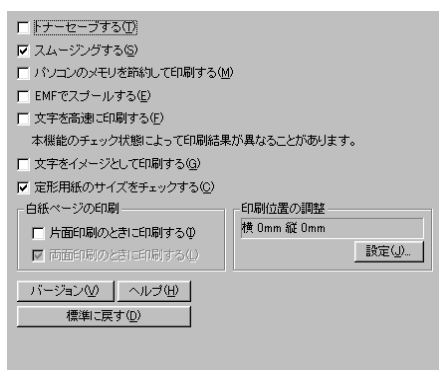 トナーセーブする(T)
スムージングする(S)
パソコンのメモリを節約して印刷する(M)
EMFでスプールする(E)
文字を高速に印刷する(F)
本機能のチェック状態によって印刷結果が異なることがあります。
文字をイメージとして印刷する(G)
定形用紙のサイズをチェックする(C)
白紙ページの印刷
片面印刷のときに印刷する(I)
両面印刷のときに印刷する(L)
印刷位置の調整
横 0mm 縦 0mm
設定(J)...
バージョン(V)
ヘルプ(H)
標準に戻す(D)